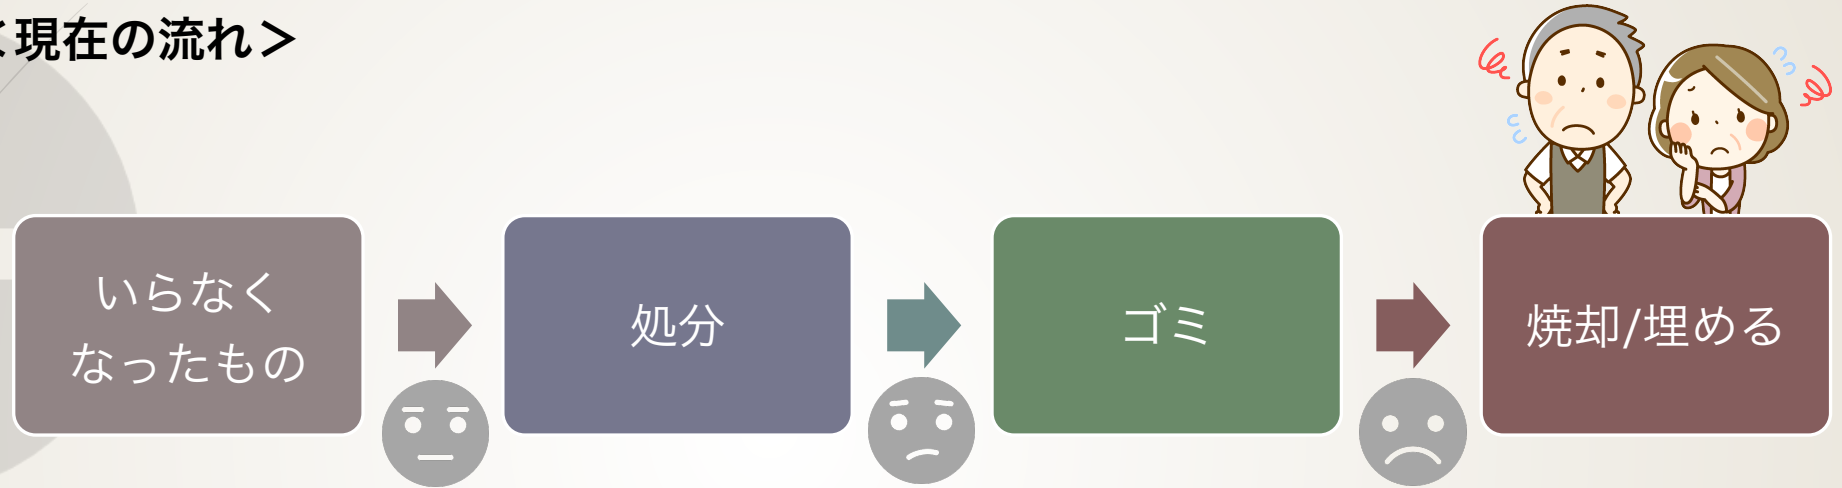 ＜現在の流れ＞
いらなく
なったもの
処分
ゴミ
焼却/埋める